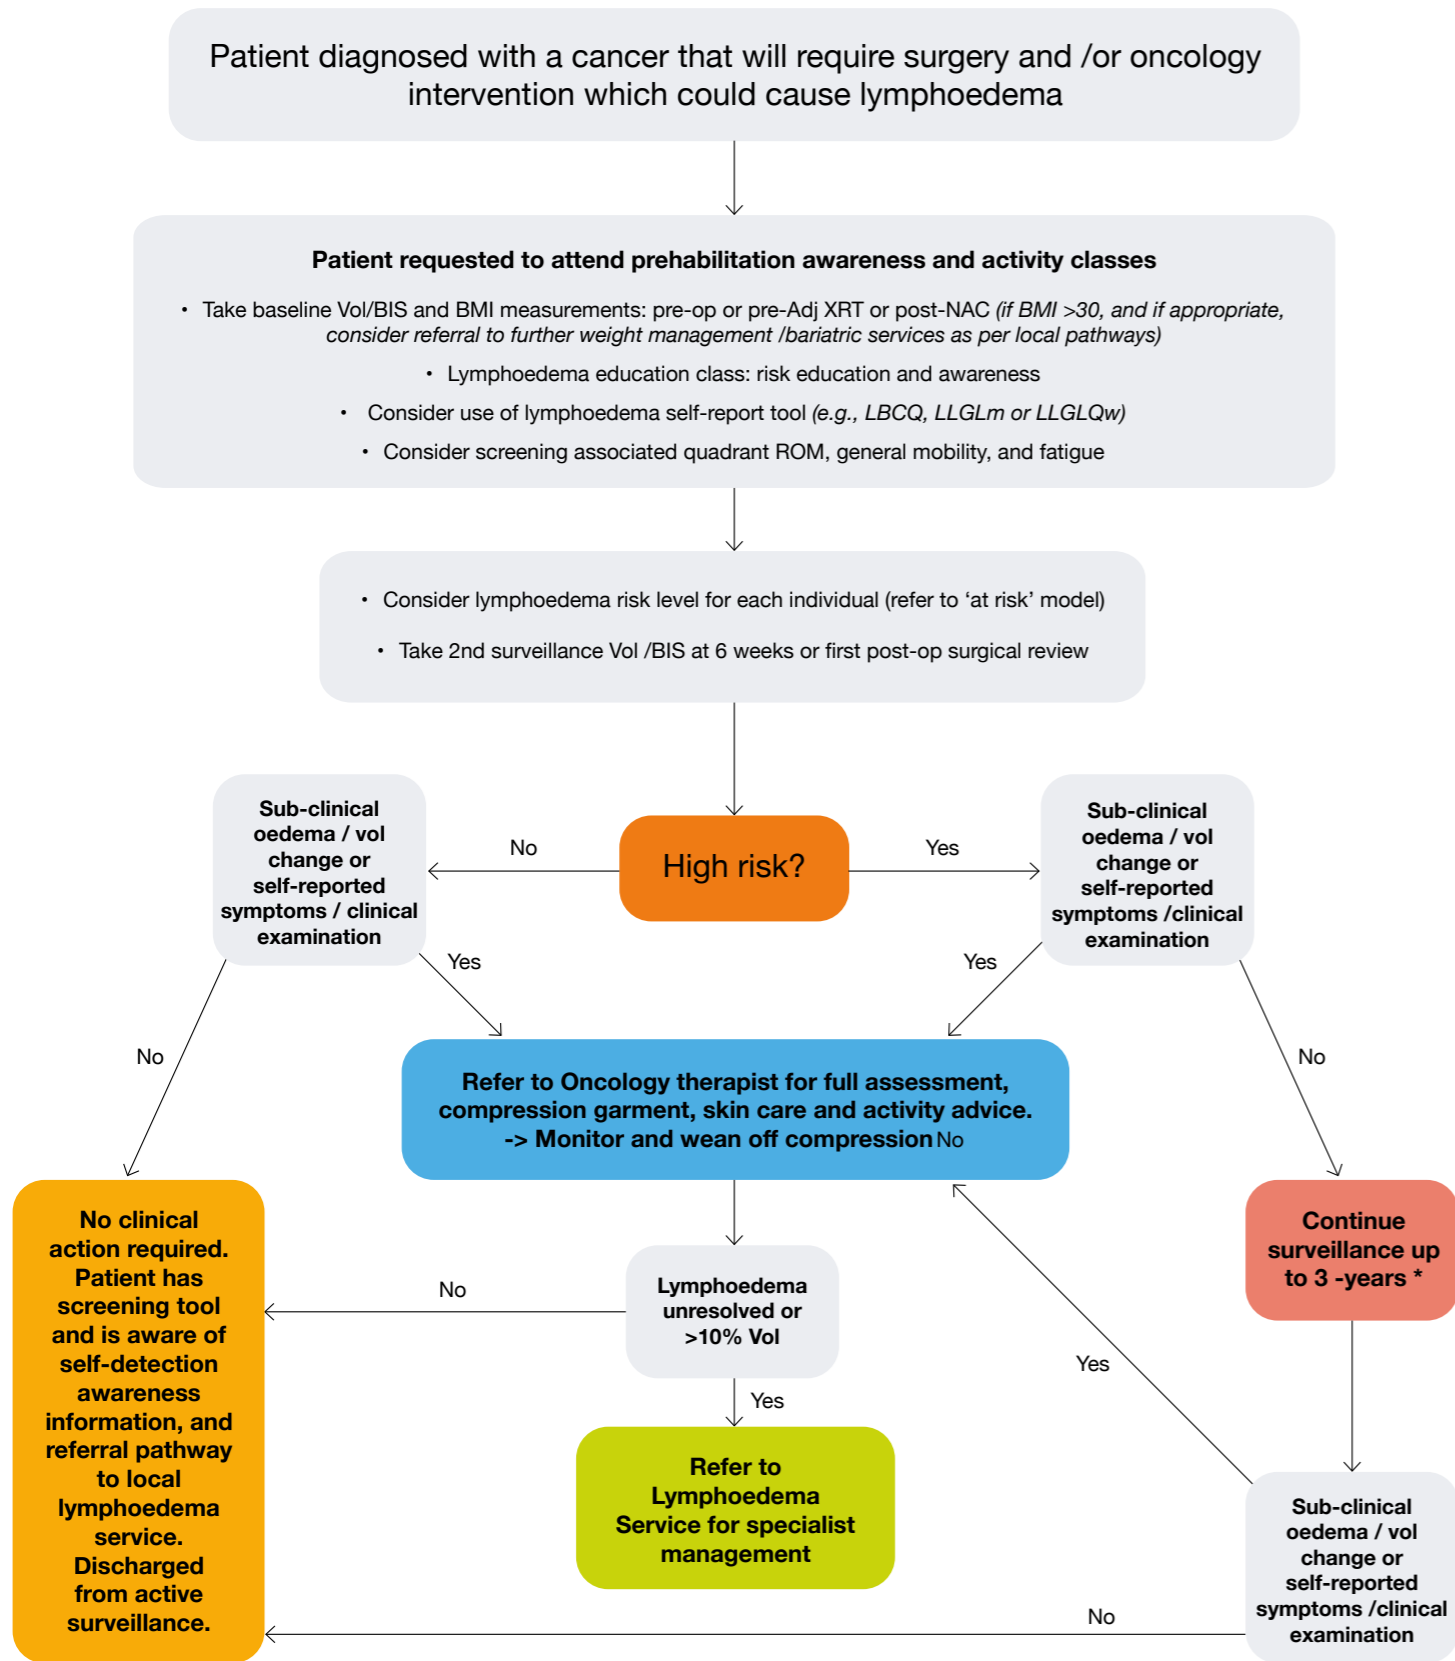 Patient diagnosed with a cancer that will require surgery and /or oncology
intervention which could cause lymphoedema
Patient requested to attend prehabilitation awareness and activity classes
• Take baseline Vol/BIS and BMI measurements: pre-op or pre-Adj XRT or post-NAC (if BMI >30, and if appropriate,
consider referral to further weight management /bariatric services as per local pathways)
• Lymphoedema education class: risk education and awareness
• Consider use of lymphoedema self-report tool (e.g., LBCQ, LLGLm or LLGLQw)
• Consider screening associated quadrant ROM, general mobility, and fatigue
• Consider lymphoedema risk level for each individual (refer to ‘at risk’ model)
• Take 2nd surveillance Vol /BIS at 6 weeks or first post-op surgical review
Sub-clinical
oedema / vol
change or
self-reported
symptoms / clinical
examination
No
High risk?
Yes
Sub-clinical
oedema / vol
change or
self-reported
symptoms /clinical
examination
Yes
Yes
No
No
Refer to Oncology therapist for full assessment,
compression garment, skin care and activity advice.
-> Monitor and wean off compression No
No clinical
action required.
Patient has
screening tool
and is aware of
self-detection
awareness
information, and
referral pathway
to local
lymphoedema
service.
Discharged
from active
surveillance.
No
Lymphoedema
unresolved or
>10% Vol
Yes
Refer to
Lymphoedema
Service for specialist
management
Continue
surveillance up
to 3 -years *
Yes
Sub-clinical
oedema / vol
change or
self-reported
symptoms /clinical
examination
No